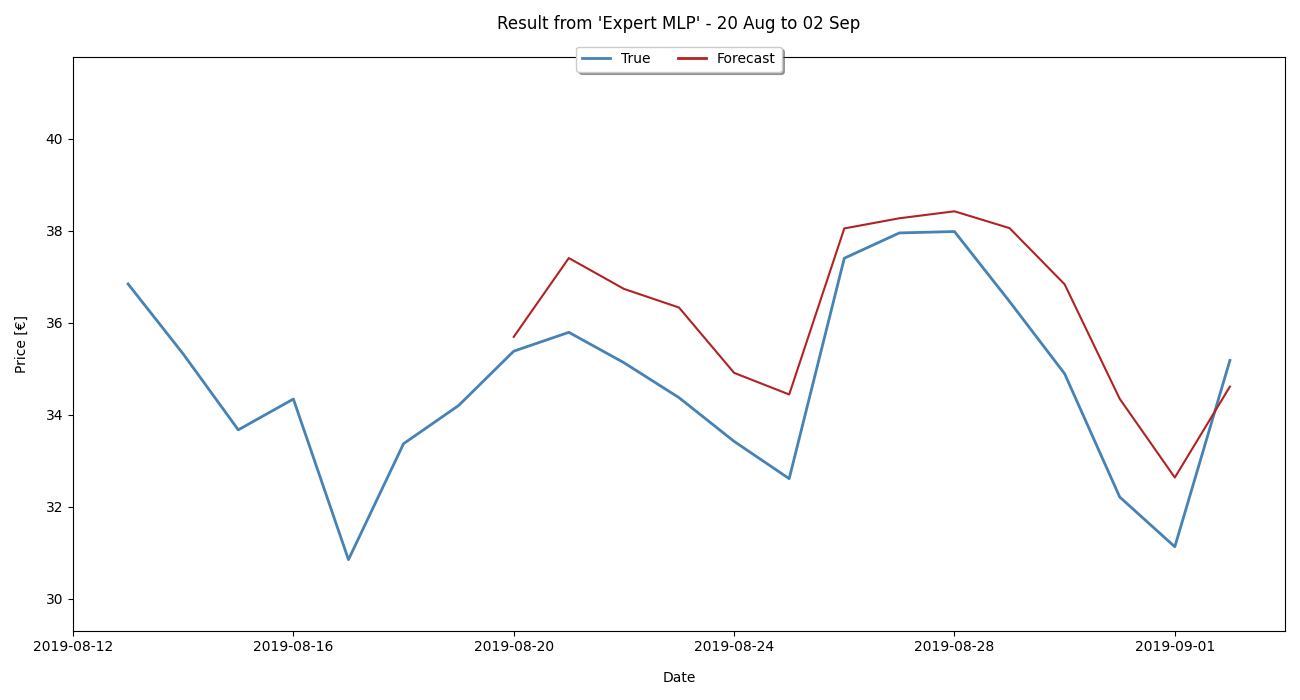 Result from 'Expert MLP' - 20 Aug to 02 Sep
True Forecast
Price [€]
40
38
36
34
32
30
2019-08-12 2019-08-16 2019-08-20 2019-08-24 2019-08-28 2019-09-01
Date